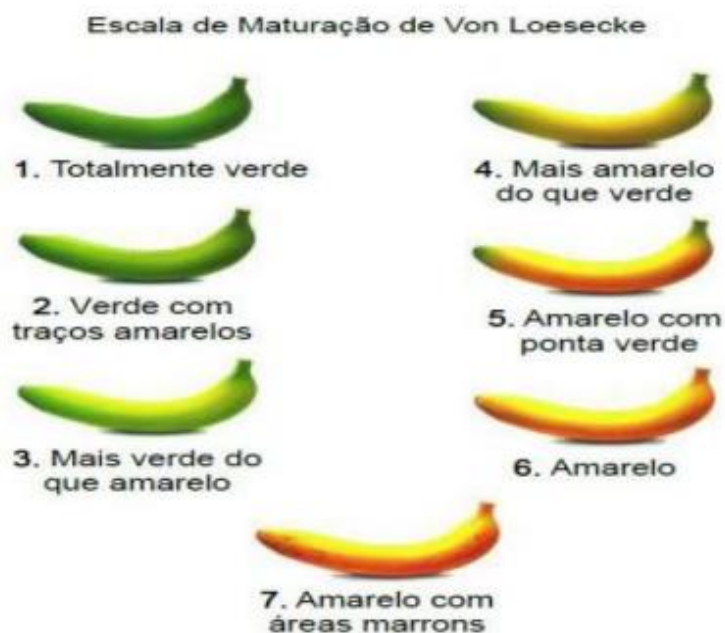 Escala de Maturação de Von Loesecke
1. Totalmente verde
2. Verde com
traços amarelos
3. Mais verde do
que amarelo
4. Mais amarelo
do que verde
5. Amarelo com
ponta verde
6. Amarelo
7. Amarelo com
áreas marrons